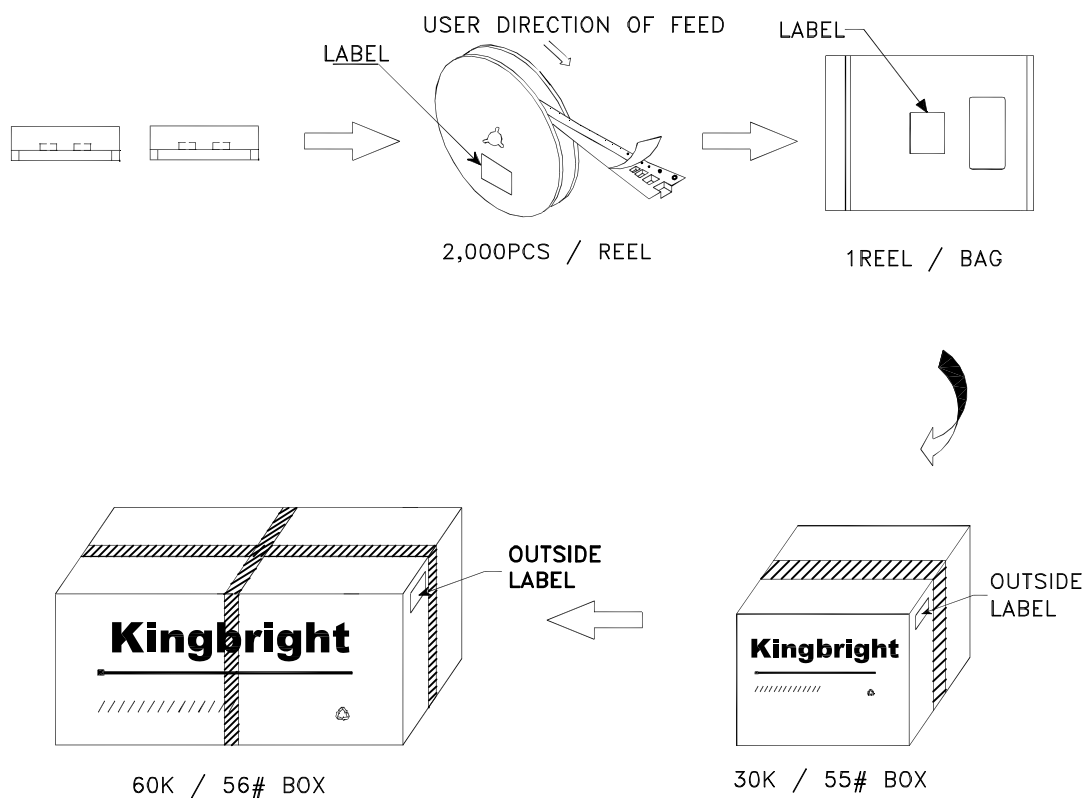 USER DIRECTION OF FEED
LABEL
LABEL
2,000PCS / REEL
1REEL / BAG
OUTSIDE
LABEL
OUTSIDE
LABEL
Kingbright
Kingbright
60K / 56# BOX
30K / 55# BOX